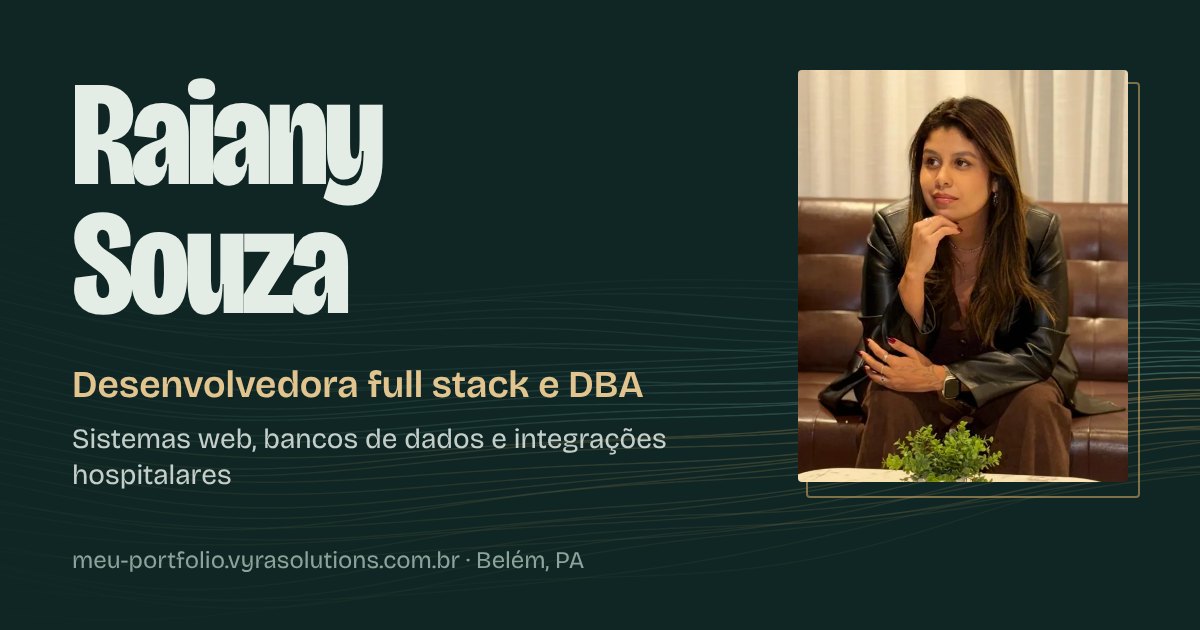 Raiany
Souza
Desenvolvedora full stack e DBA
Sistemas web, bancos de dados e integrações
hospitalares
meu-portfolio.vyrasolutions.com.br · Belém, PA